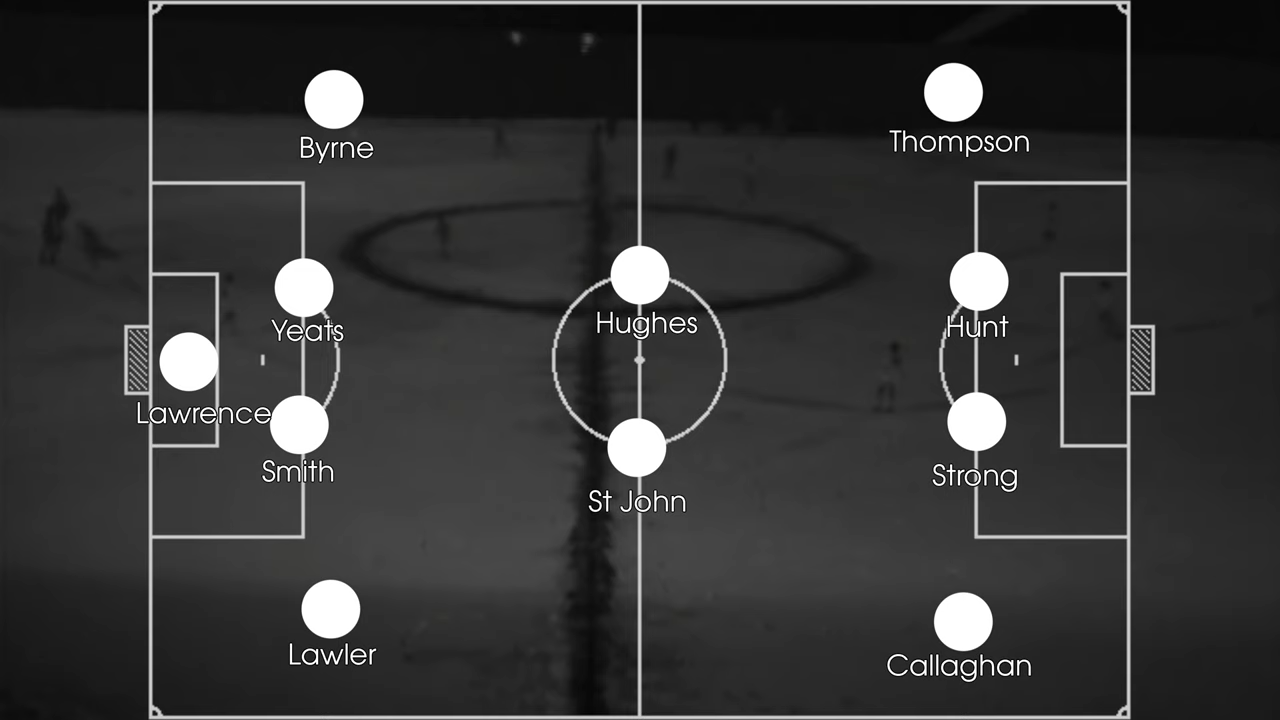 Byrne
Thompson
Yeats
Hughes
Hunt
Lawrence
Smith
St John
Strong
Lawler
Callaghan